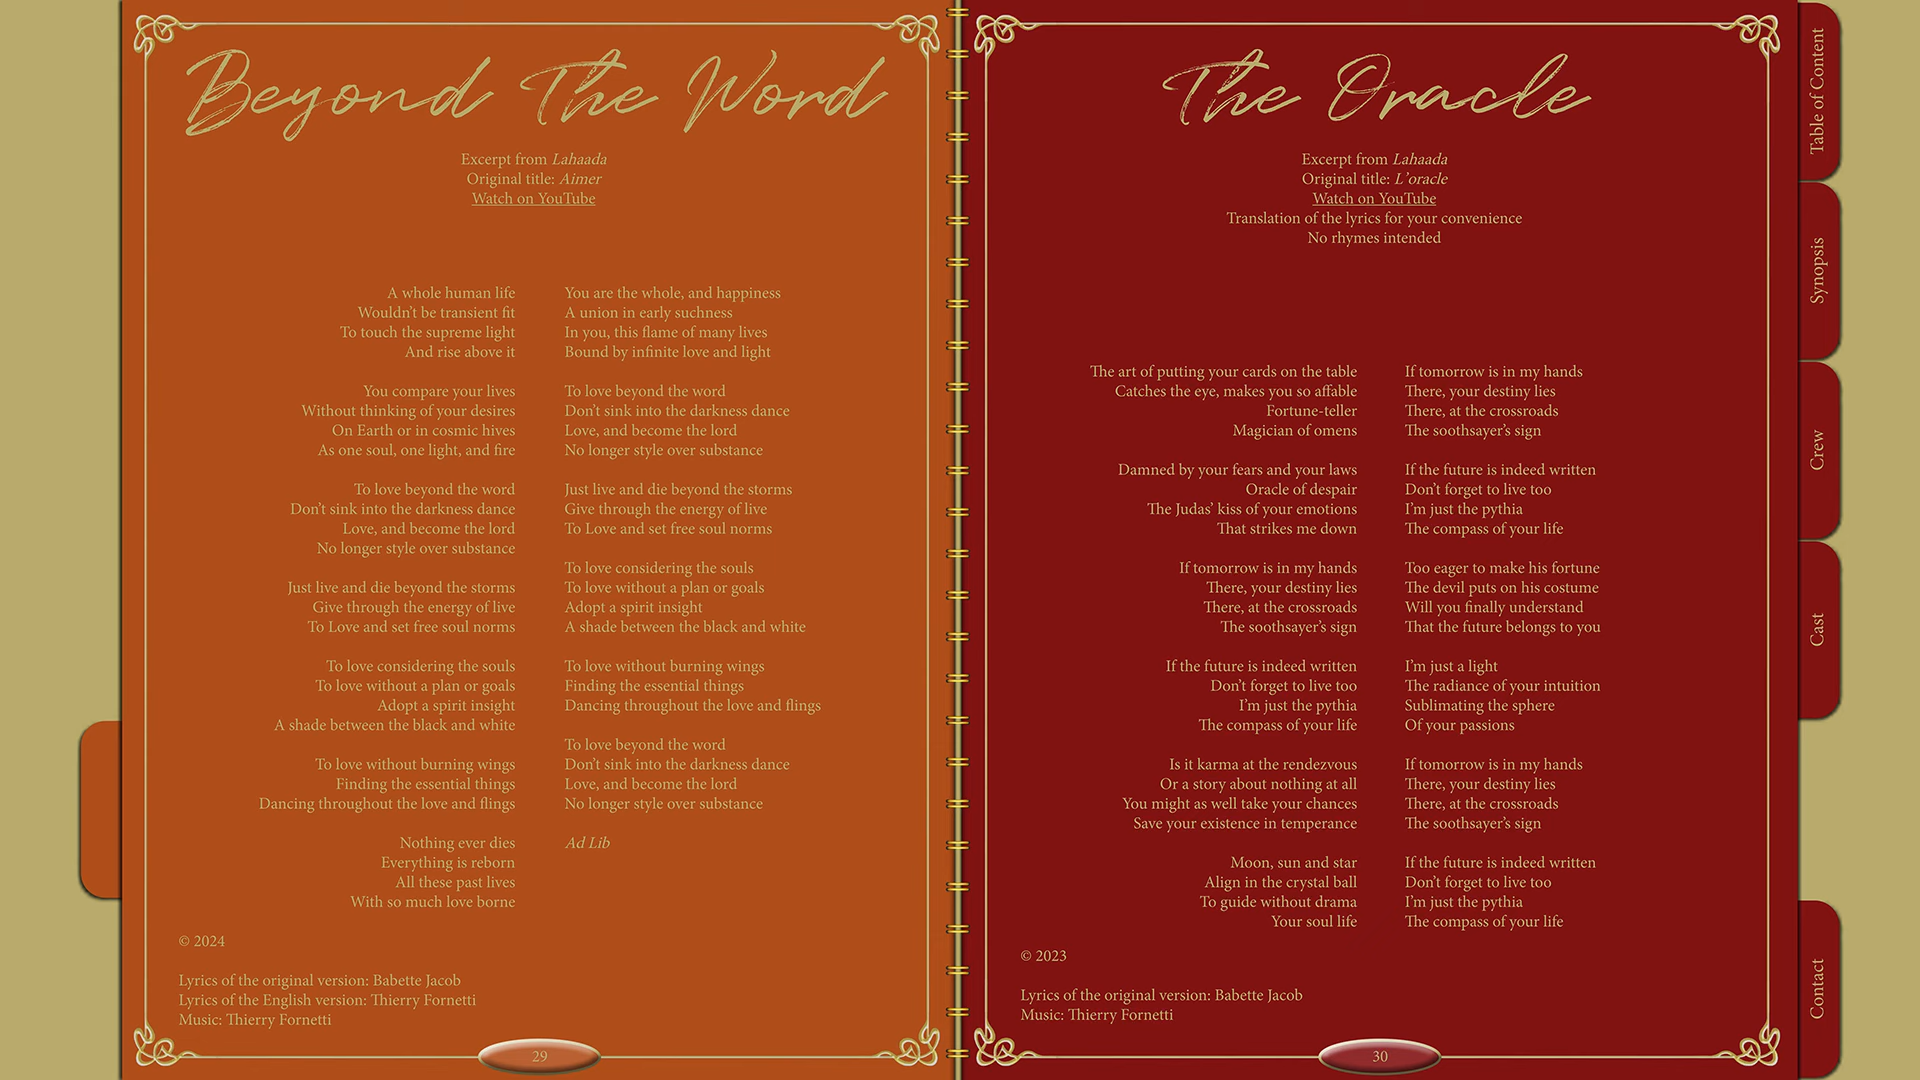 Beyond The Word
Excerpt from Lahaada
Original title: Aimer
Watch on YouTube
A whole human life
Wouldn't be transient fit
To touch the supreme light
And rise above it
You compare your lives
Without thinking of your desires
On Earth or in cosmic hives
As one soul, one light, and fire
To love beyond the word
Don't sink into the darkness dance
Love, and become the lord
No longer style over substance
Just live and die beyond the storms
Give through the energy of live
To Love and set free soul norms
To love considering the souls
To love without a plan or goals
Adopt a spirit insight
A shade between the black and white
To love without burning wings
Finding the essential things
Dancing throughout the love and flings
Nothing ever dies
Everything is reborn
All these past lives
With so much love borne
You are the whole, and happiness
A union in early suchness
In you, this flame of many lives
Bound by infinite love and light
To love beyond the word
Don't sink into the darkness dance
Love, and become the lord
No longer style over substance
Just live and die beyond the storms
Give through the energy of live
To Love and set free soul norms
To love considering the souls
To love without a plan or goals
Adopt a spirit insight
A shade between the black and white
To love without burning wings
Finding the essential things
Dancing throughout the love and flings
To love beyond the word
Don't sink into the darkness dance
Love, and become the lord
No longer style over substance
Ad Lib
© 2024
Lyrics of the original version: Babette Jacob
Lyrics of the English version: Thierry Fornetti
Music: Thierry Fornetti
29
The Oracle
Excerpt from Lahaada
Original title: L'oracle
Watch on YouTube
Translation of the lyrics for your convenience
No rhymes intended
The art of putting your cards on the table
Catches the eye, makes you so affable
Fortune-teller
Magician of omens
Damned by your fears and your laws
Oracle of despair
The Judas' kiss of your emotions
That strikes me down
If tomorrow is in my hands
There, your destiny lies
There, at the crossroads
The soothsayer's sign
If the future is indeed written
Don't forget to live too
I'm just the pythia
The compass of your life
Is it karma at the rendezvous
Or a story about nothing at all
You might as well take your chances
Save your existence in temperance
Moon, sun and star
Align in the crystal ball
To guide without drama
Your soul life
If tomorrow is in my hands
There, your destiny lies
There, at the crossroads
The soothsayer's sign
If the future is indeed written
Don't forget to live too
I'm just the pythia
The compass of your life
Too eager to make his fortune
The devil puts on his costume
Will you finally understand
That the future belongs to you
I'm just a light
The radiance of your intuition
Sublimating the sphere
Of your passions
If tomorrow is in my hands
There, your destiny lies
There, at the crossroads
The soothsayer's sign
If the future is indeed written
Don't forget to live too
I'm just the pythia
The compass of your life
© 2023
Lyrics of the original version: Babette Jacob
Music: Thierry Fornetti
30
Table of Content
Synopsis
Crew
Cast
Contact